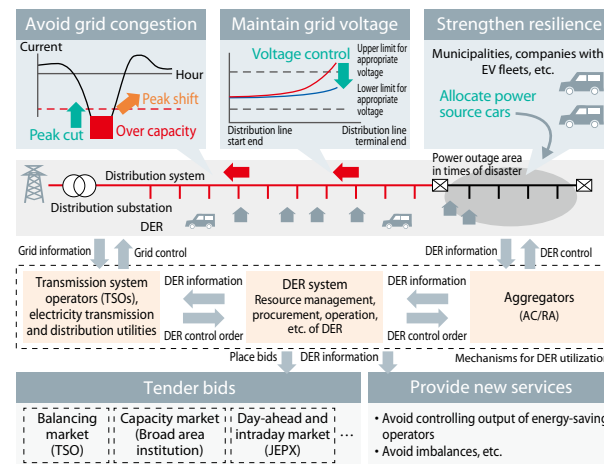 Avoid grid congestion
Current
Hour
Peak shift
Peak cut
Over capacity
Maintain grid voltage
Voltage control
Upper limit for
appropriate
voltage
Lower limit for
appropriate
voltage
Distribution line
start end
Distribution line
terminal end
Strengthen resilience
Municipalities, companies with
EV fleets, etc.
Allocate power
source cars
Power outage area
in times of disaster
Distribution system
Distribution substation
DER
Grid information
Grid control
DER information
DER control
Transmission system
operators (TSOs),
electricity transmission
and distribution utilities
DER information
DER control order
DER system
Resource management,
procurement, operation,
etc. of DER
DER information
DER control order
Aggregators
(AC/RA)
Place bids
DER information
Mechanisms for DER utilization
Tender bids
Balancing
market
(TSO)
Capacity market
(Broad area
institution)
Day-ahead and
intraday market
(JEPX)
...
Provide new services
• Avoid controlling output of energy-saving
operators
• Avoid imbalances, etc.